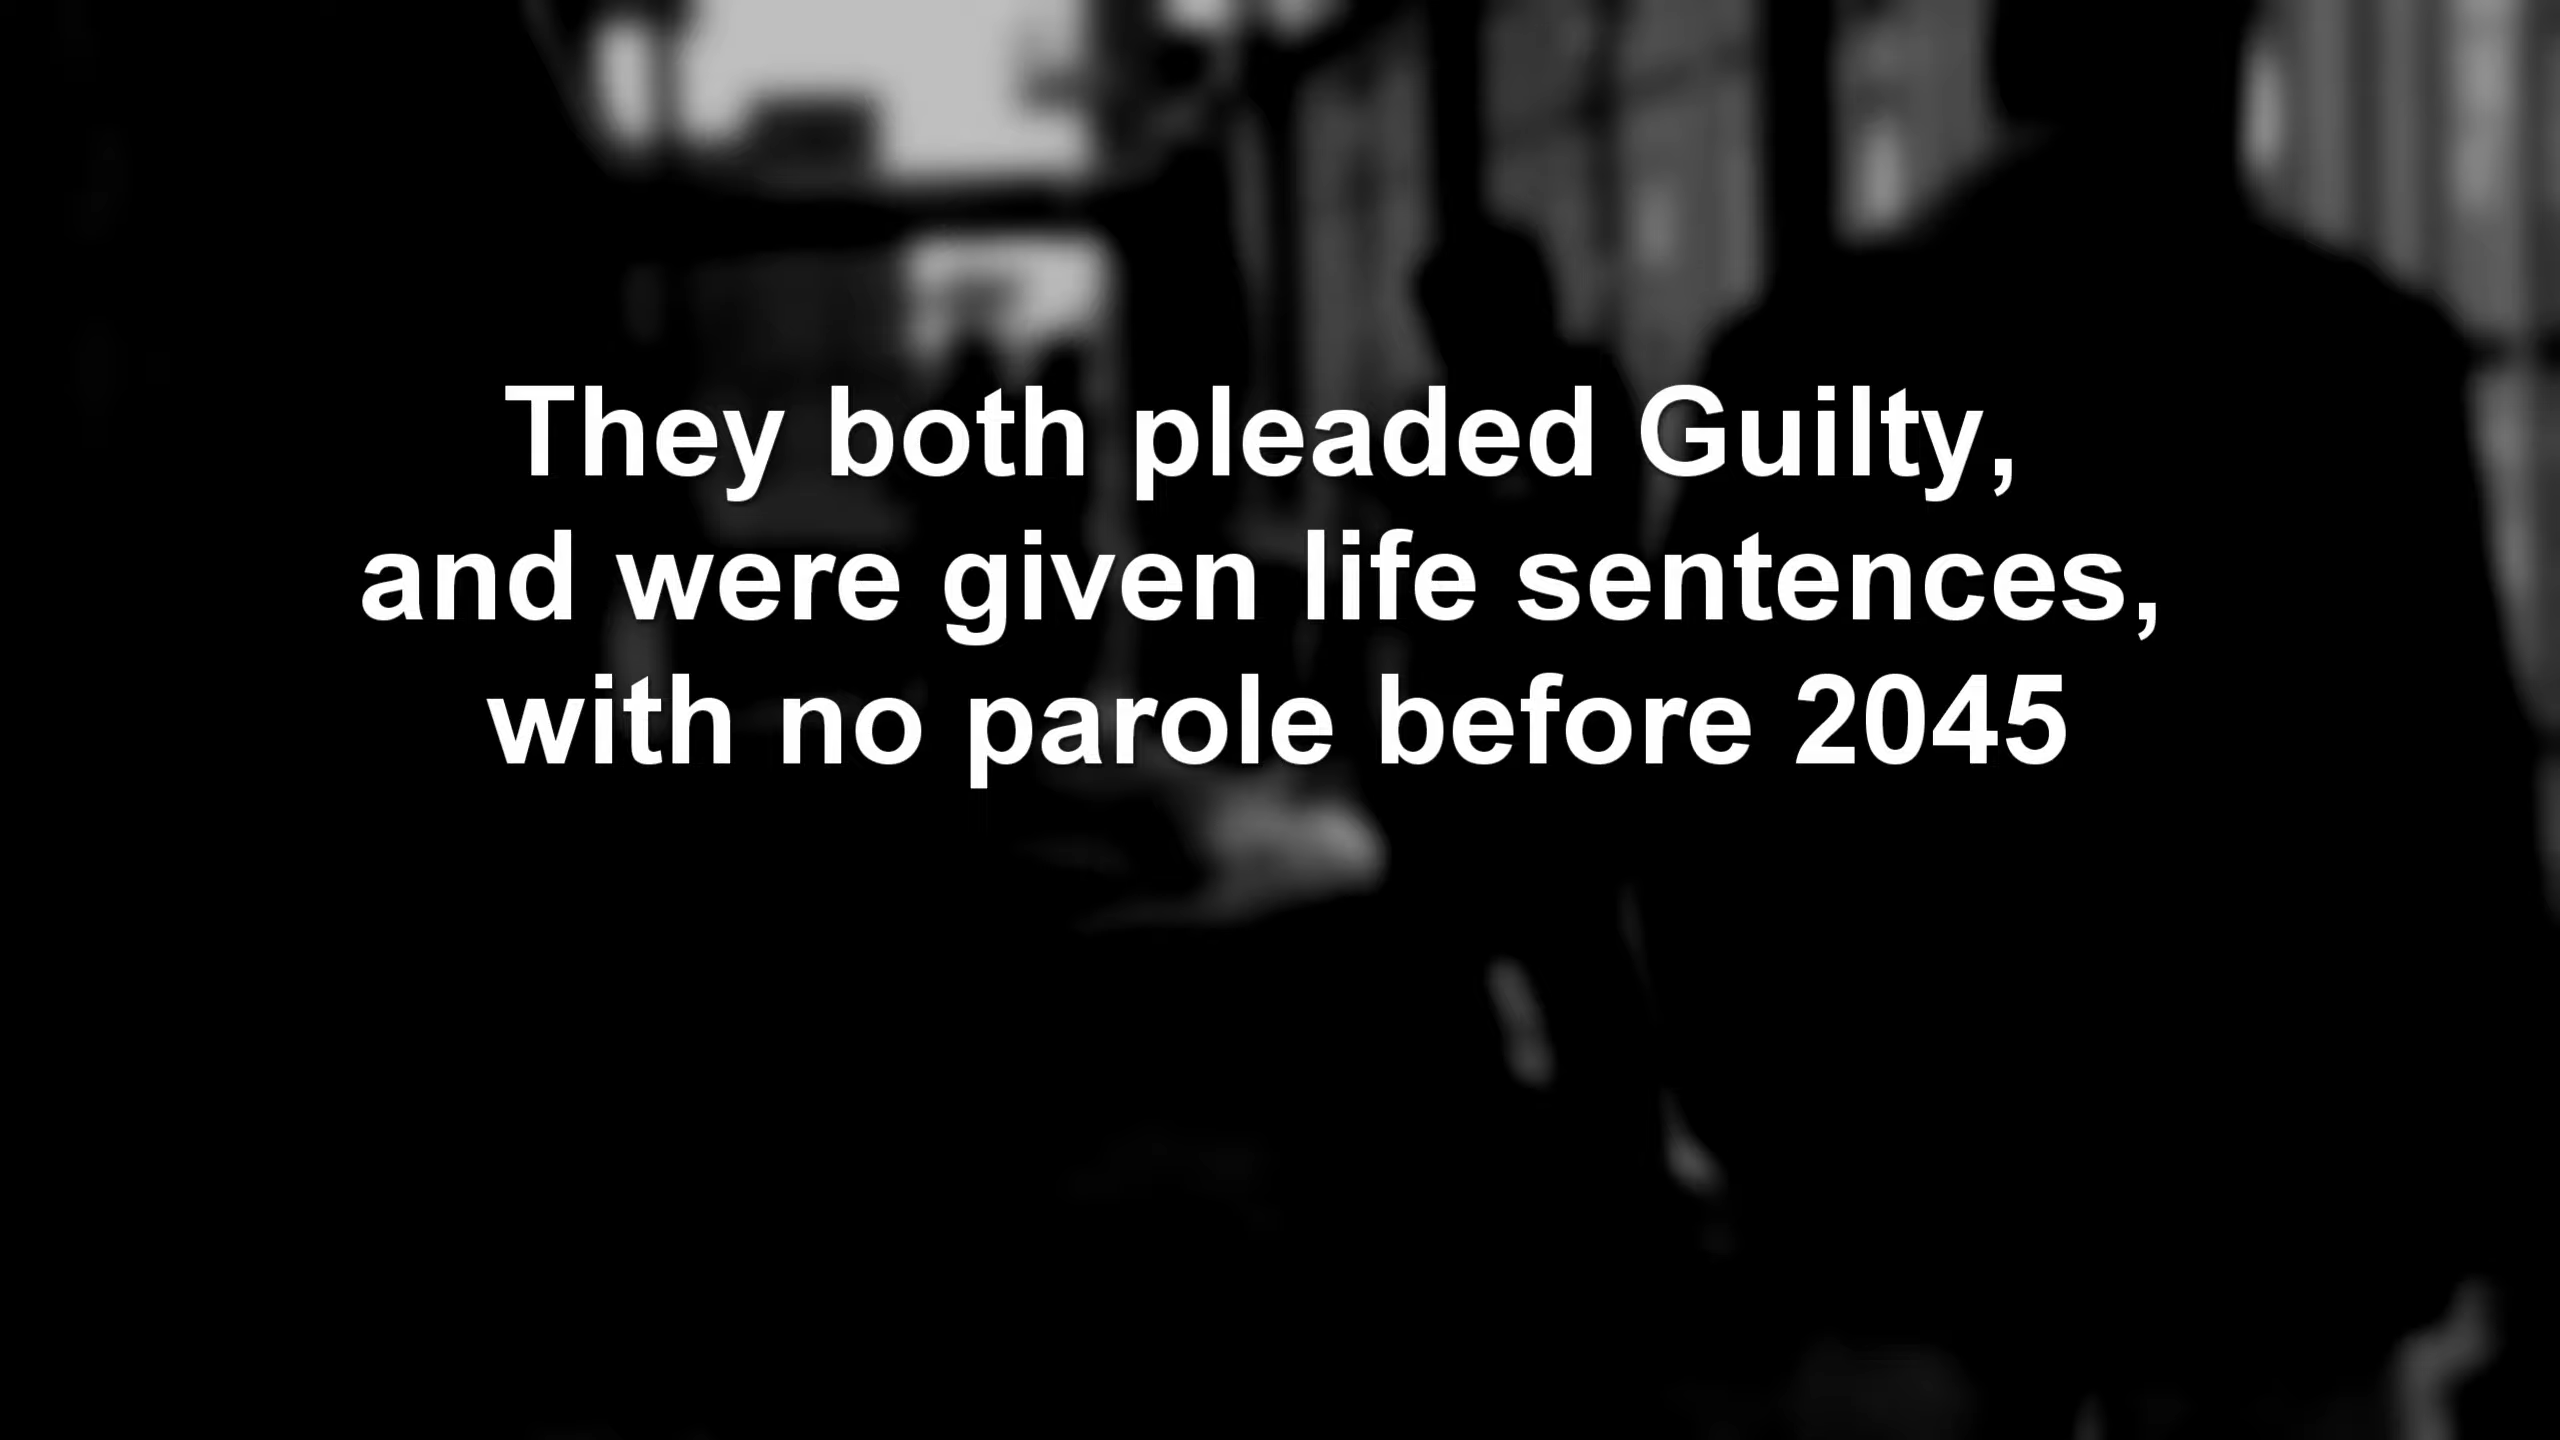 They both pleaded Guilty,
and were given life sentences,
with no parole before 2045